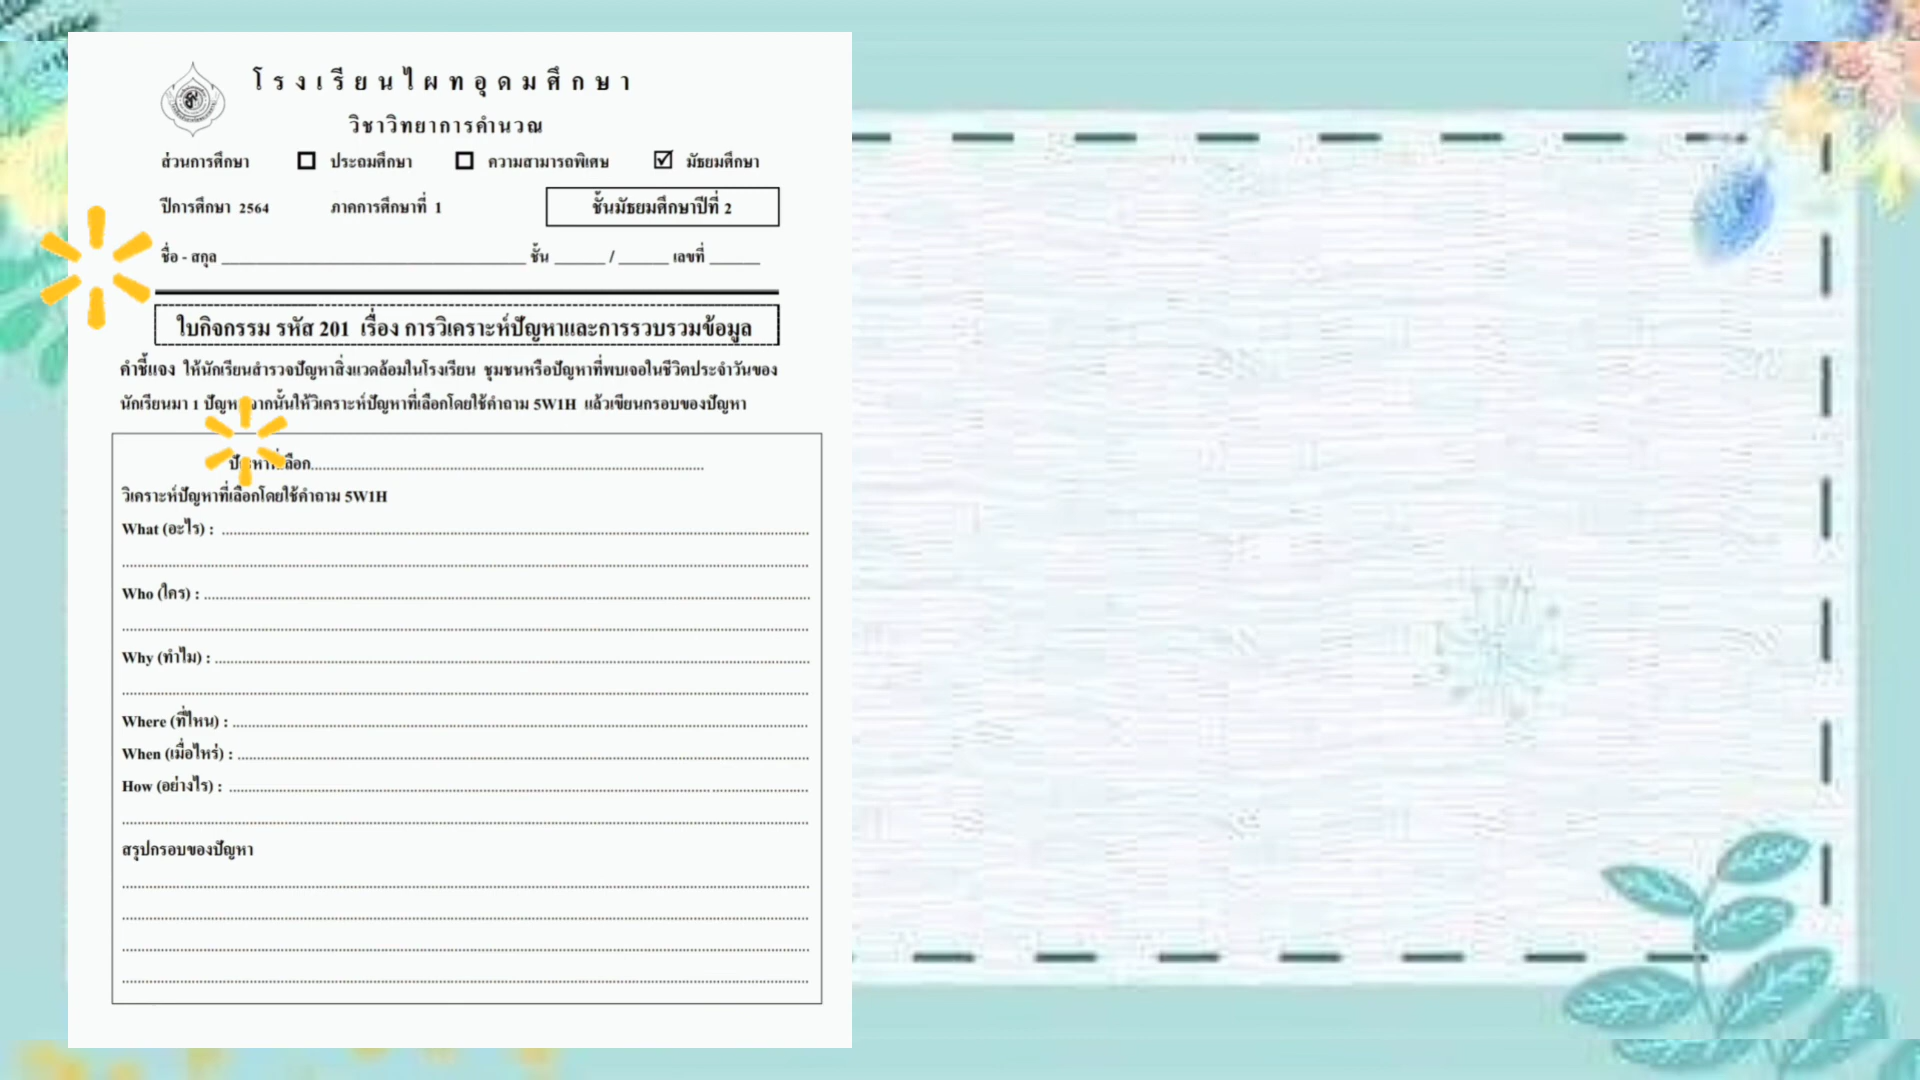 โรงเรียนไผทอุดมศึกษา
วิชาวิทยาการคำนวณ
ส่วนการศึกษา ☐ ประถมศึกษา ☐ ความสามารถพิเศษ ☑ มัธยมศึกษา
ปีการศึกษา 2564 ภาคการศึกษาที่ 1 ชั้นมัธยมศึกษาปีที่ 2
ชื่อ - สกุล ______________________________ ชั้น _____ / _____ เลขที่ _____
ใบกิจกรรม รหัส 201 เรื่อง การวิเคราะห์ปัญหาและการรวบรวมข้อมูล
คำชี้แจง ให้นักเรียนสำรวจปัญหาสิ่งแวดล้อมในโรงเรียน ชุมชนหรือปัญหาที่พบเจอในชีวิตประจำวันของ
นักเรียนมา 1 ปัญหา จากนั้นให้วิเคราะห์ปัญหาที่เลือกโดยใช้คำถาม 5W1H แล้วเขียนกรอบของปัญหา
ปัญหาที่เลือก........................................
วิเคราะห์ปัญหาที่เลือกโดยใช้คำถาม 5W1H
What (อะไร) : ........................................
Who (ใคร) : ........................................
Why (ทำไม) : ........................................
Where (ที่ไหน) : ........................................
When (เมื่อไหร่) : ........................................
How (อย่างไร) : ........................................
สรุปกรอบของปัญหา